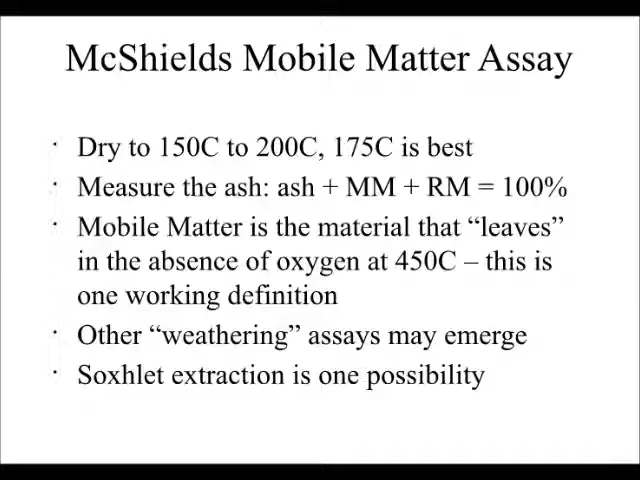 McShields Mobile Matter Assay
· Dry to 150C to 200C, 175C is best
· Measure the ash: ash + MM + RM = 100%
· Mobile Matter is the material that “leaves”
in the absence of oxygen at 450C – this is
one working definition
· Other “weathering” assays may emerge
· Soxhlet extraction is one possibility